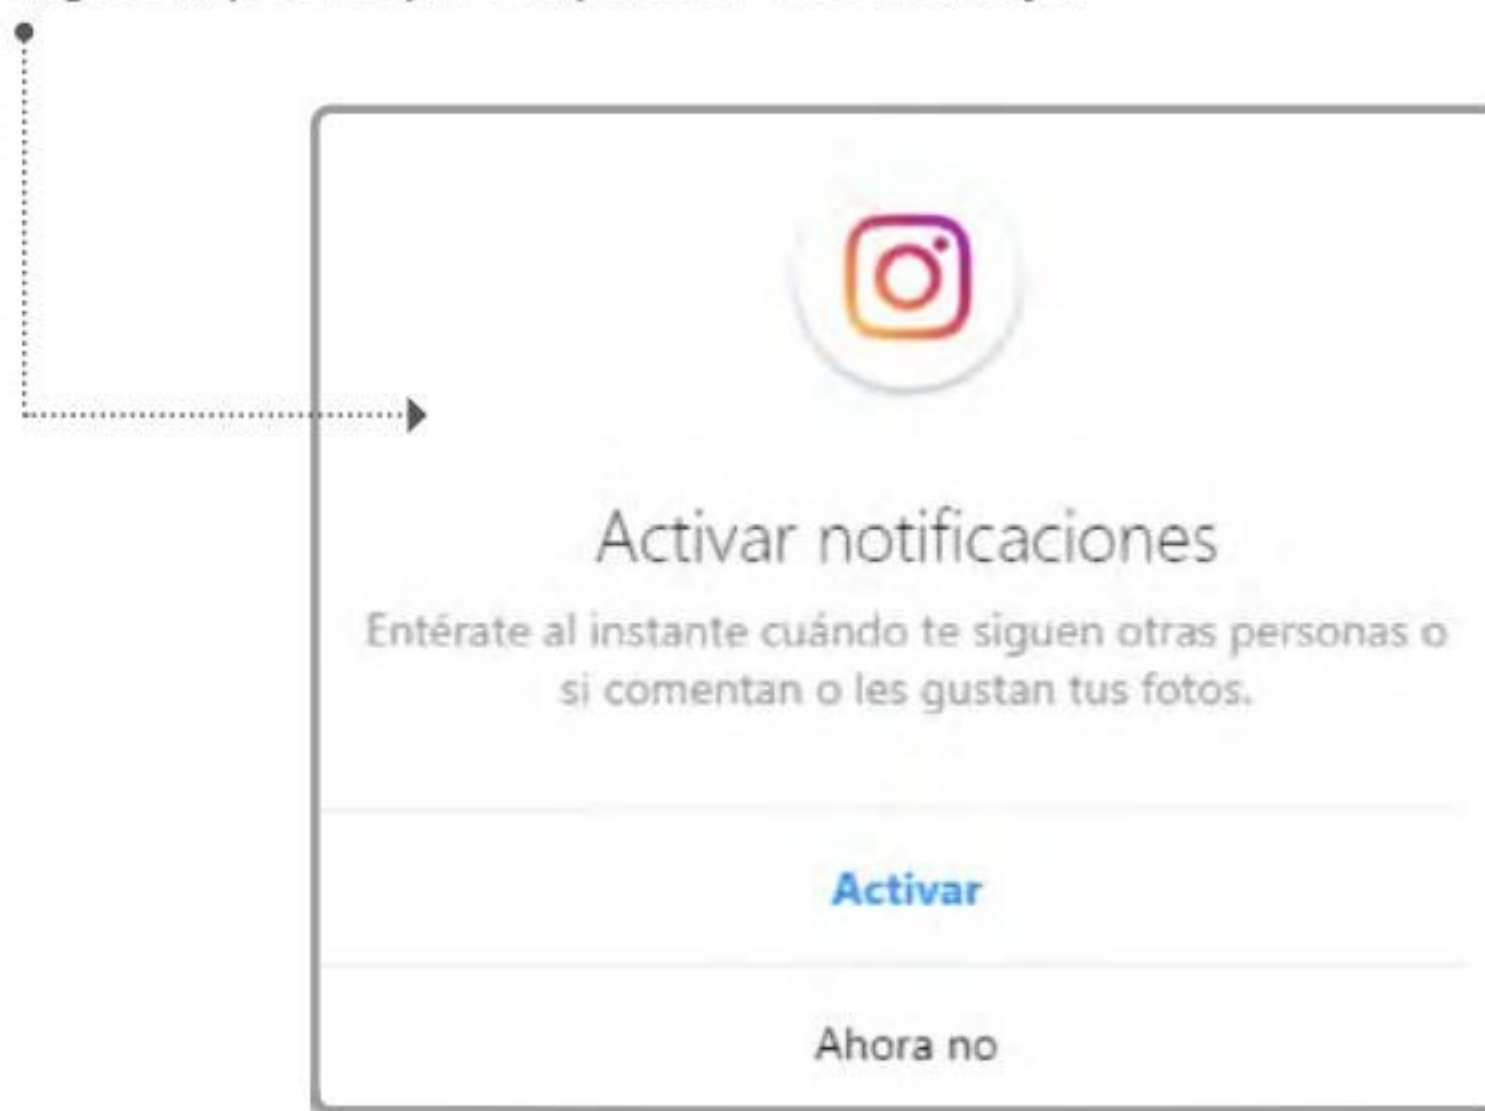 Activar notificaciones
Entérate al instante cuándo te siguen otras personas o
si comentan o les gustan tus fotos.
Activar
Ahora no